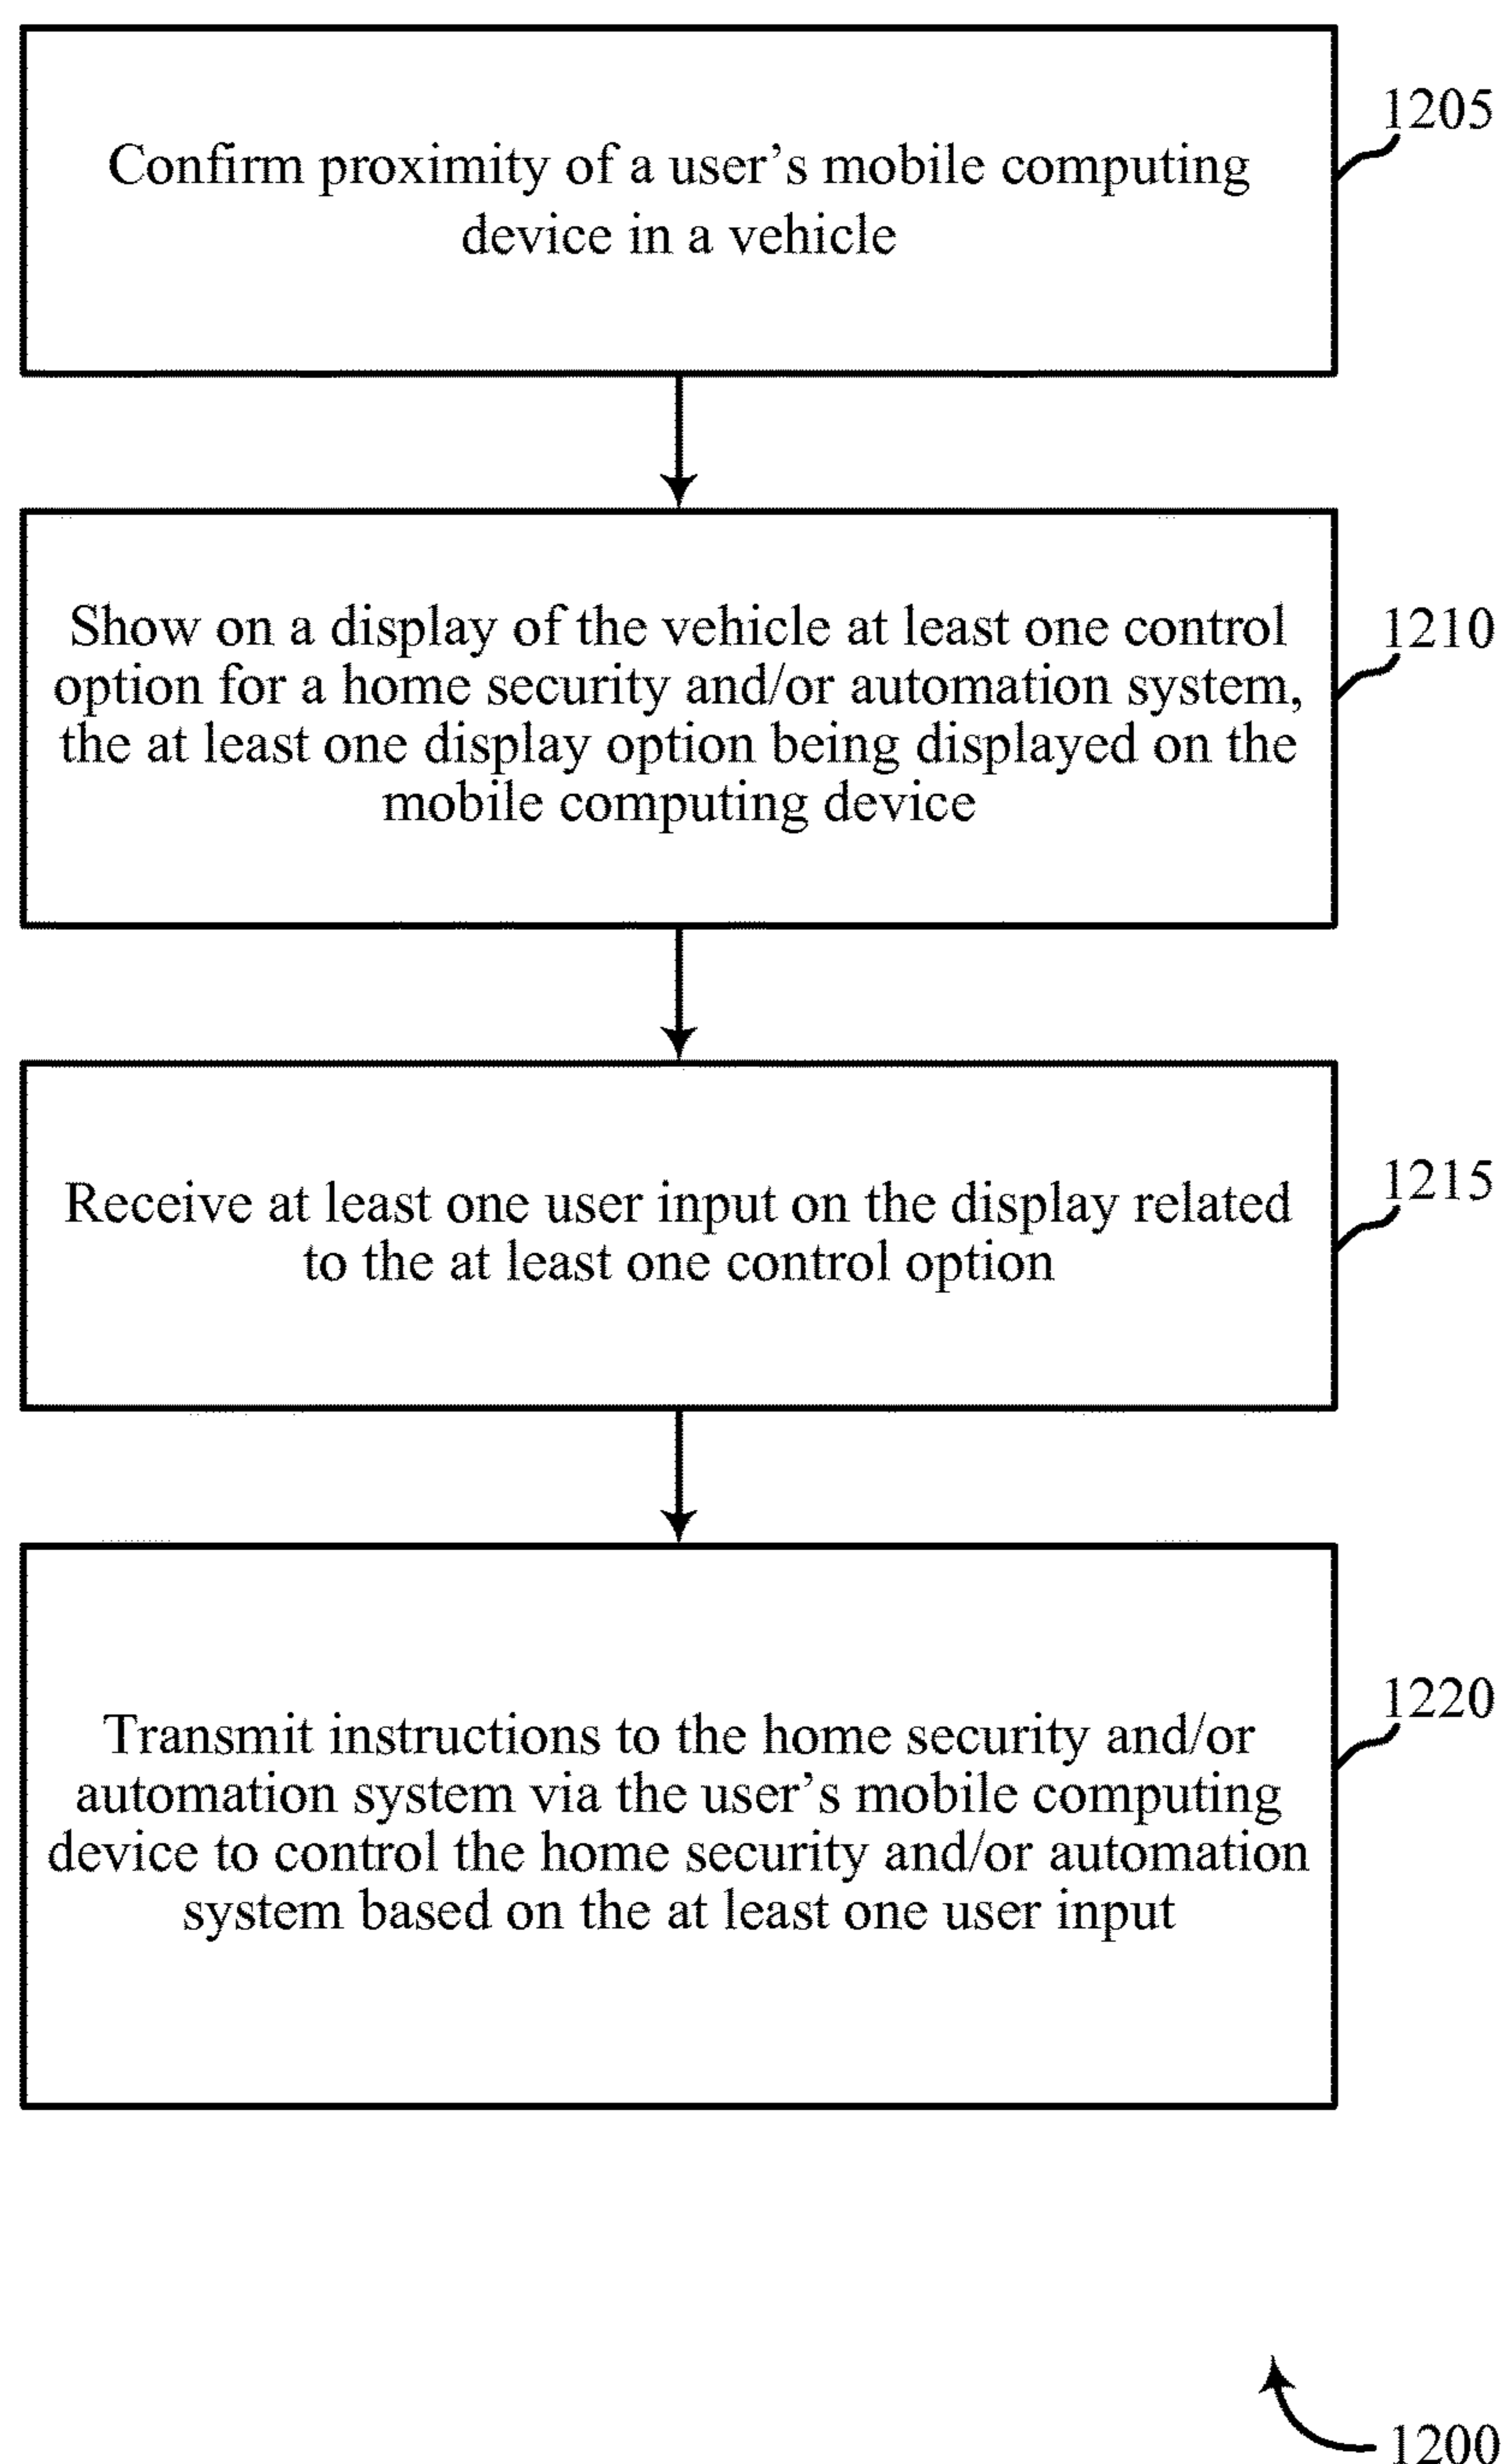 Confirm proximity of a user's mobile computing
device in a vehicle
1205
Show on a display of the vehicle at least one control
option for a home security and/or automation system,
the at least one display option being displayed on the
mobile computing device
1210
Receive at least one user input on the display related
to the at least one control option
1215
Transmit instructions to the home security and/or
automation system via the user's mobile computing
device to control the home security and/or automation
system based on the at least one user input
1220
1200